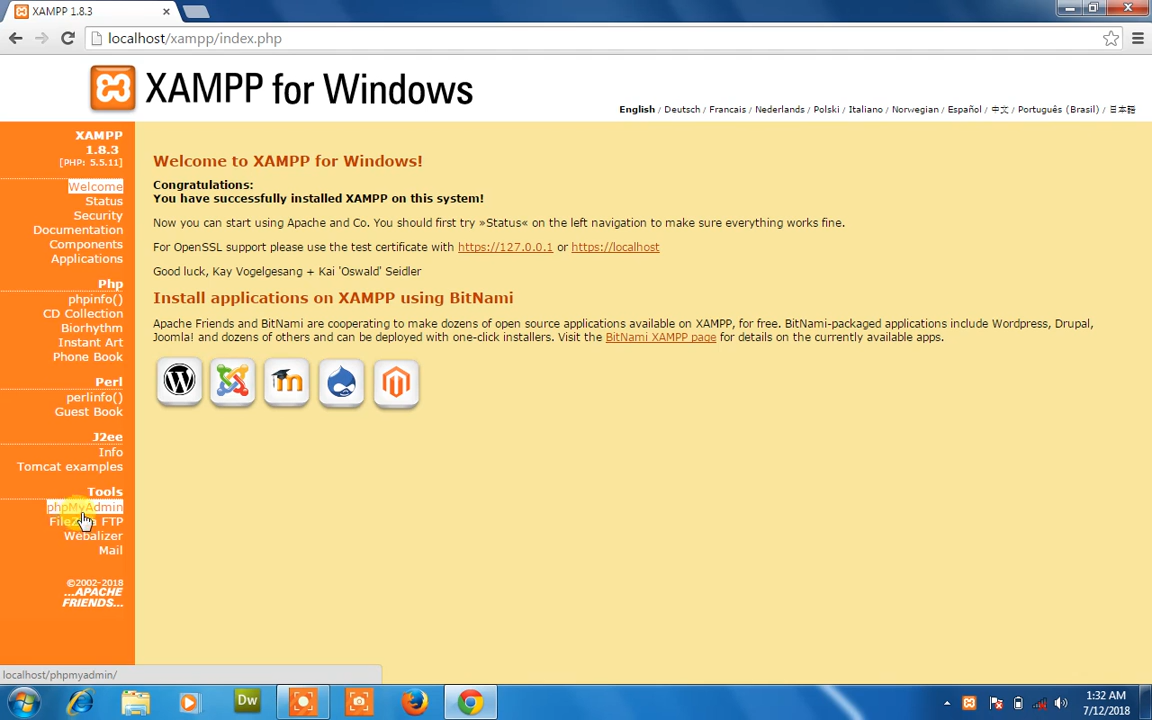 XAMPP 1.8.3
localhost/xampp/index.php
XAMPP for Windows
English / Deutsch / Francais / Nederlands / Polski / Italiano / Norwegian / Español / 中文 / Português (Brasil) / 日本語
XAMPP
1.8.3
[PHP: 5.5.11]
Welcome
Status
Security
Documentation
Components
Applications
Php
phpinfo()
CD Collection
Biorhythm
Instant Art
Phone Book
Perl
perlinfo()
Guest Book
J2ee
Info
Tomcat examples
Tools
phpMyAdmin
FileZilla FTP
Webalizer
Mail
©2002-2018
...APACHE
FRIENDS...
Welcome to XAMPP for Windows!
Congratulations:
You have successfully installed XAMPP on this system!
Now you can start using Apache and Co. You should first try »Status« on the left navigation to make sure everything works fine.
For OpenSSL support please use the test certificate with https://127.0.0.1 or https://localhost
Good luck, Kay Vogelgesang + Kai 'Oswald' Seidler
Install applications on XAMPP using BitNami
Apache Friends and BitNami are cooperating to make dozens of open source applications available on XAMPP, for free. BitNami-packaged applications include Wordpress, Drupal,
Joomla! and dozens of others and can be deployed with one-click installers. Visit the BitNami XAMPP page for details on the currently available apps.
localhost/phpmyadmin/
Dw
1:32 AM
7/12/2018